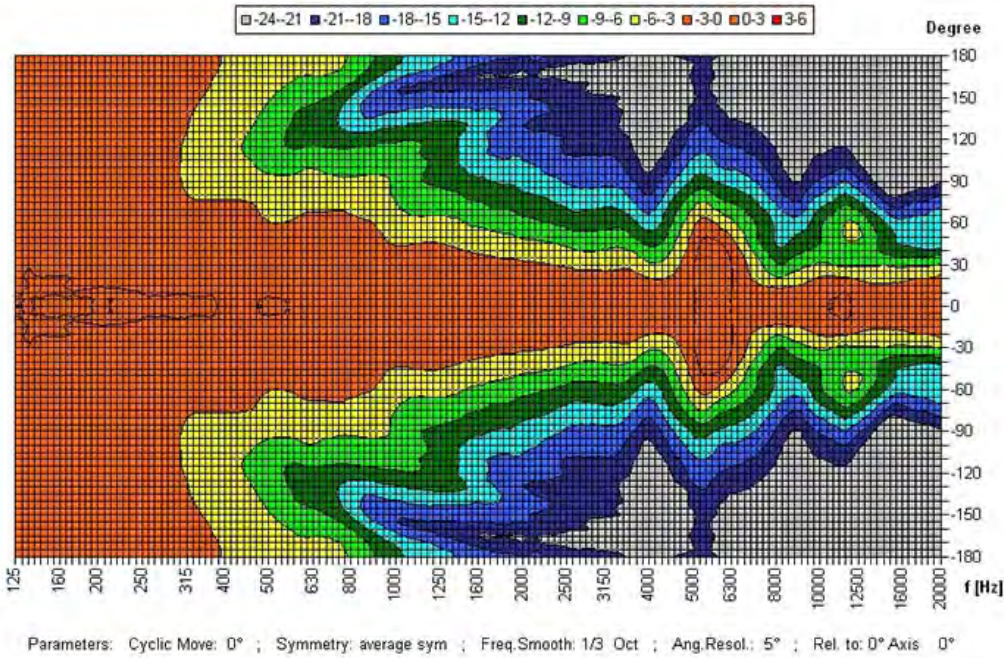 -24--21 -21--18 -18--15 -15--12 -12--9 -9--6 -6--3 -3-0 0-3 3-6
Degree
180
150
120
90
60
30
0
-30
-60
-90
-120
-150
-180
125 160 200 250 315 400 500 630 800 1000 1250 1600 2000 2500 3150 4000 5000 6300 8000 10000 12500 16000 20000
f [Hz]
Parameters: Cyclic Move: 0° ; Symmetry: average sym ; Freq.Smooth: 1/3 Oct ; Ang.Resol.: 5° ; Rel. to: 0° Axis 0°